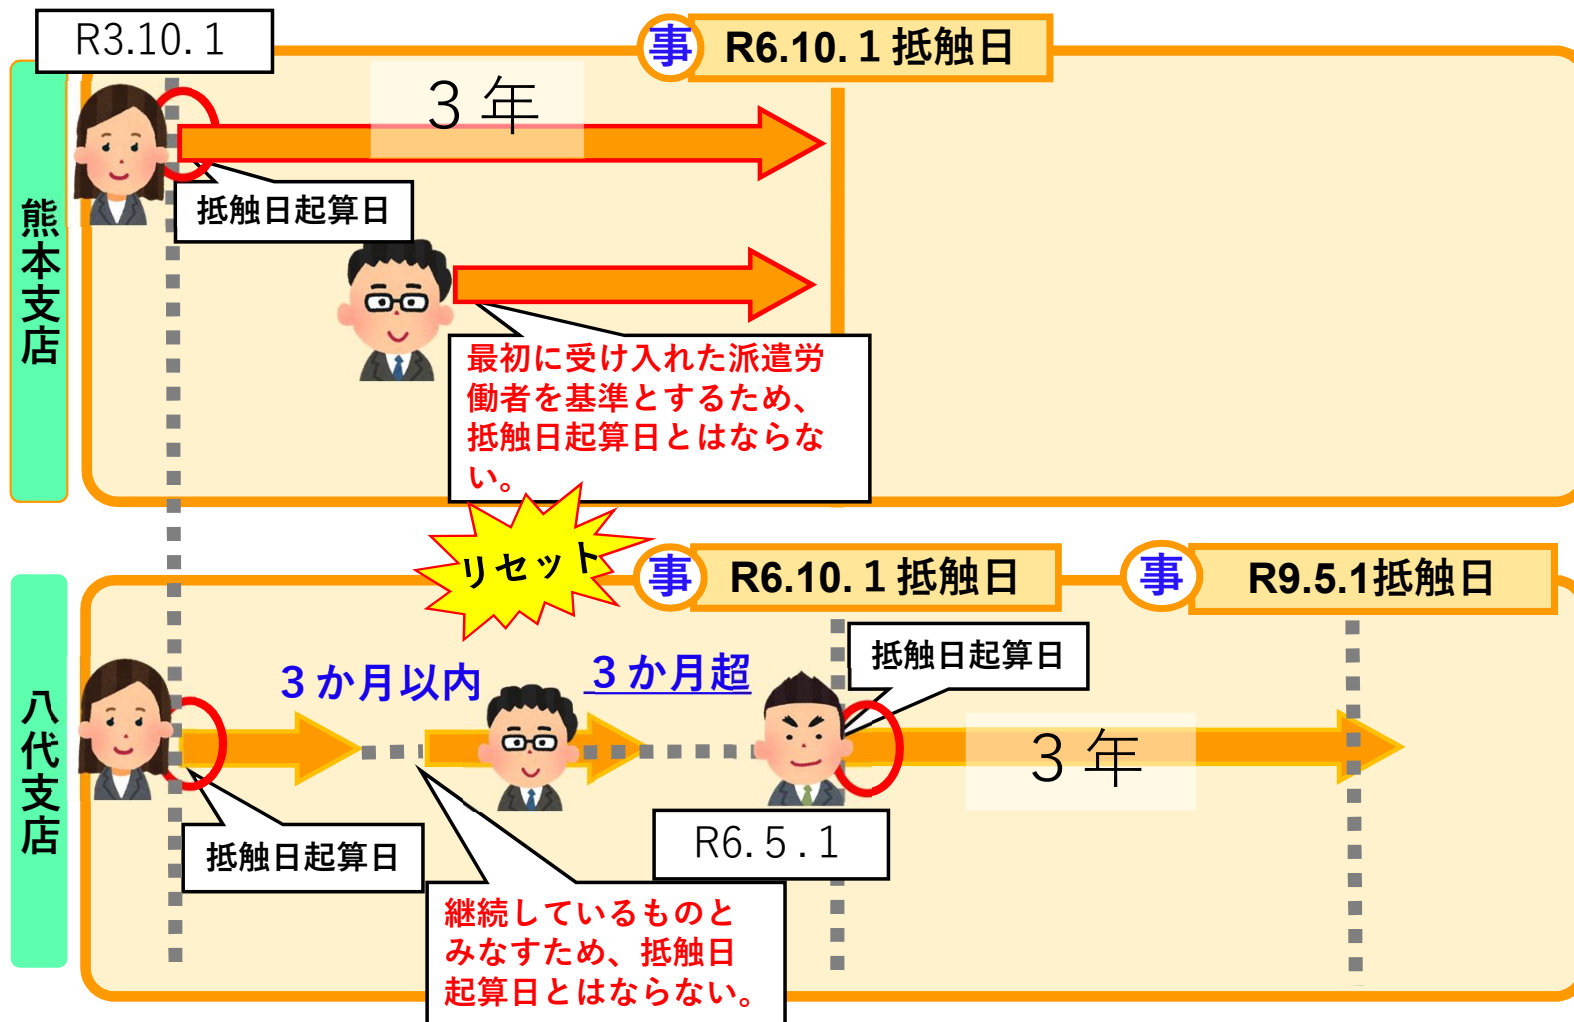 R3.10.１
事
R6.10.１抵触日
３年
熊本支店
抵触日起算日
最初に受け入れた派遣労
働者を基準とするため、
抵触日起算日とはならな
い。
リセット
事
R6.10.１抵触日
事
R9.5.1抵触日
八代支店
３か月以内
３か月超
抵触日起算日
３年
抵触日起算日
R6.５.１
継続しているものと
みなすため、抵触日
起算日とはならない。